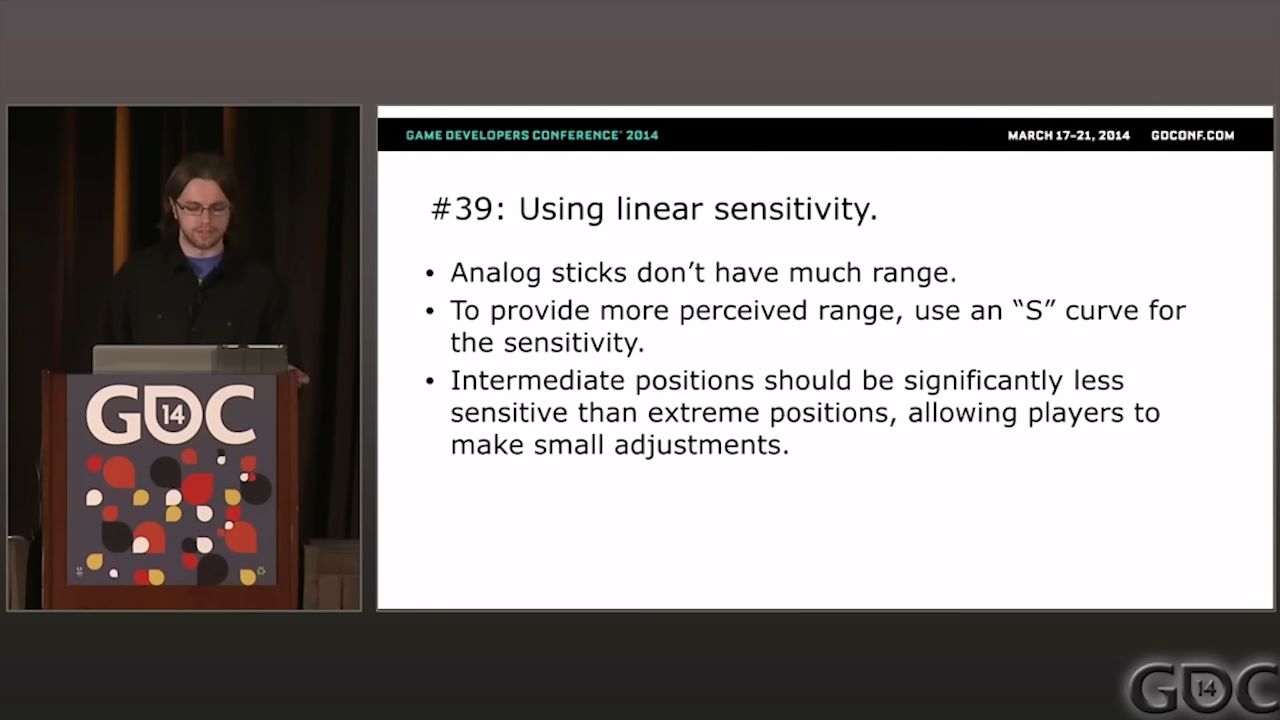 GAME DEVELOPERS CONFERENCE® 2014
MARCH 17–21, 2014 GDCONF.COM
#39: Using linear sensitivity.
• Analog sticks don’t have much range.
• To provide more perceived range, use an “S” curve for
the sensitivity.
• Intermediate positions should be significantly less
sensitive than extreme positions, allowing players to
make small adjustments.
GDC
14
GDC
14